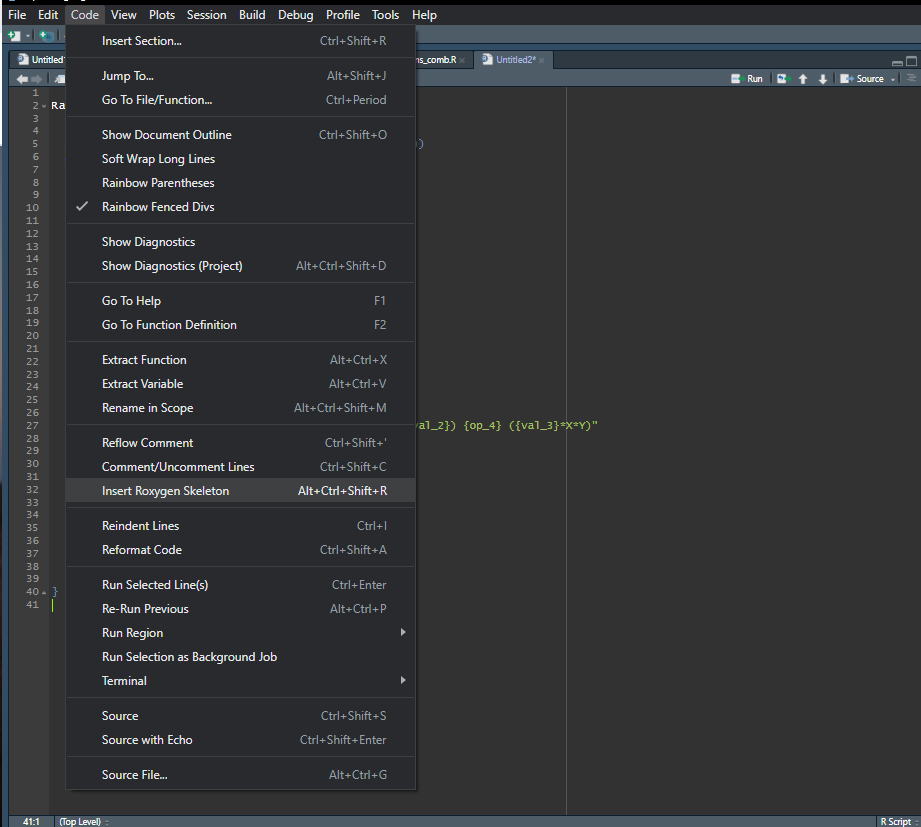 File Edit Code View Plots Session Build Debug Profile Tools Help
Insert Section... Ctrl+Shift+R
Untitled ns_comb.R Untitled2*
Jump To... Alt+Shift+J
Run Source
Go To File/Function... Ctrl+Period
1
2 Ra
3
4
Show Document Outline Ctrl+Shift+O
5 )
6
Soft Wrap Long Lines
7
8
Rainbow Parentheses
9
10
Rainbow Fenced Divs
11
12
13
Show Diagnostics
14
15
Show Diagnostics (Project) Alt+Ctrl+Shift+D
16
17
Go To Help F1
18
19
Go To Function Definition F2
20
21
22
Extract Function Alt+Ctrl+X
23
24
Extract Variable Alt+Ctrl+V
25
26
Rename in Scope Alt+Ctrl+Shift+M
27 val_2}) {op_4} ({val_3}*X*Y)"
28
Reflow Comment Ctrl+Shift+'
29
30
Comment/Uncomment Lines Ctrl+Shift+C
31
32
Insert Roxygen Skeleton Alt+Ctrl+Shift+R
33
34
35
Reindent Lines Ctrl+I
36
37
Reformat Code Ctrl+Shift+A
38
39
40 }
Run Selected Line(s) Ctrl+Enter
41
Re-Run Previous Alt+Ctrl+P
Run Region
Run Selection as Background Job
Terminal
Source Ctrl+Shift+S
Source with Echo Ctrl+Shift+Enter
Source File... Alt+Ctrl+G
41:1 (Top Level) R Script